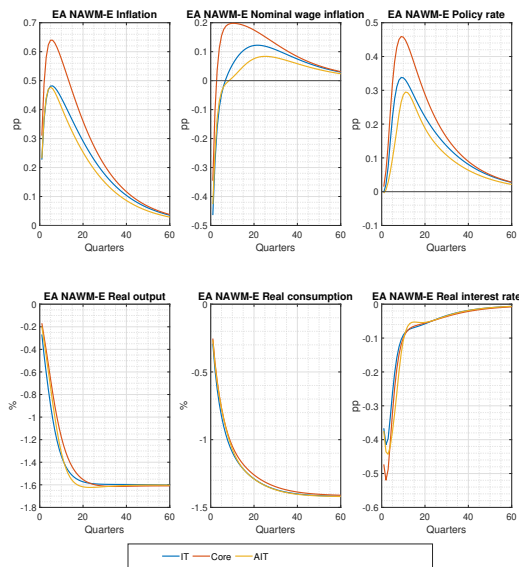 EA NAWM-E Inflation
EA NAWM-E Nominal wage inflation
EA NAWM-E Policy rate
0.7
0.6
0.5
0.4
0.3
0.2
0.1
0
pp
0 20 40 60
Quarters
0.2
0.1
0
-0.1
-0.2
-0.3
-0.4
-0.5
pp
0 20 40 60
Quarters
0.5
0.4
0.3
0.2
0.1
0
-0.1
pp
0 20 40 60
Quarters
EA NAWM-E Real output
EA NAWM-E Real consumption
EA NAWM-E Real interest rate
0
-0.2
-0.4
-0.6
-0.8
-1
-1.2
-1.4
-1.6
-1.8
%
0 20 40 60
Quarters
0
-0.5
-1
-1.5
%
0 20 40 60
Quarters
0
-0.1
-0.2
-0.3
-0.4
-0.5
-0.6
pp
0 20 40 60
Quarters
IT Core AIT